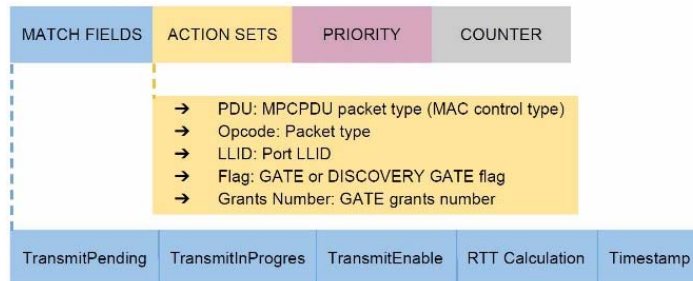 MATCH FIELDS ACTION SETS PRIORITY COUNTER
→ PDU: MPCPDU packet type (MAC control type)
→ Opcode: Packet type
→ LLID: Port LLID
→ Flag: GATE or DISCOVERY GATE flag
→ Grants Number: GATE grants number
TransmitPending TransmitInProgres TransmitEnable RTT Calculation Timestamp